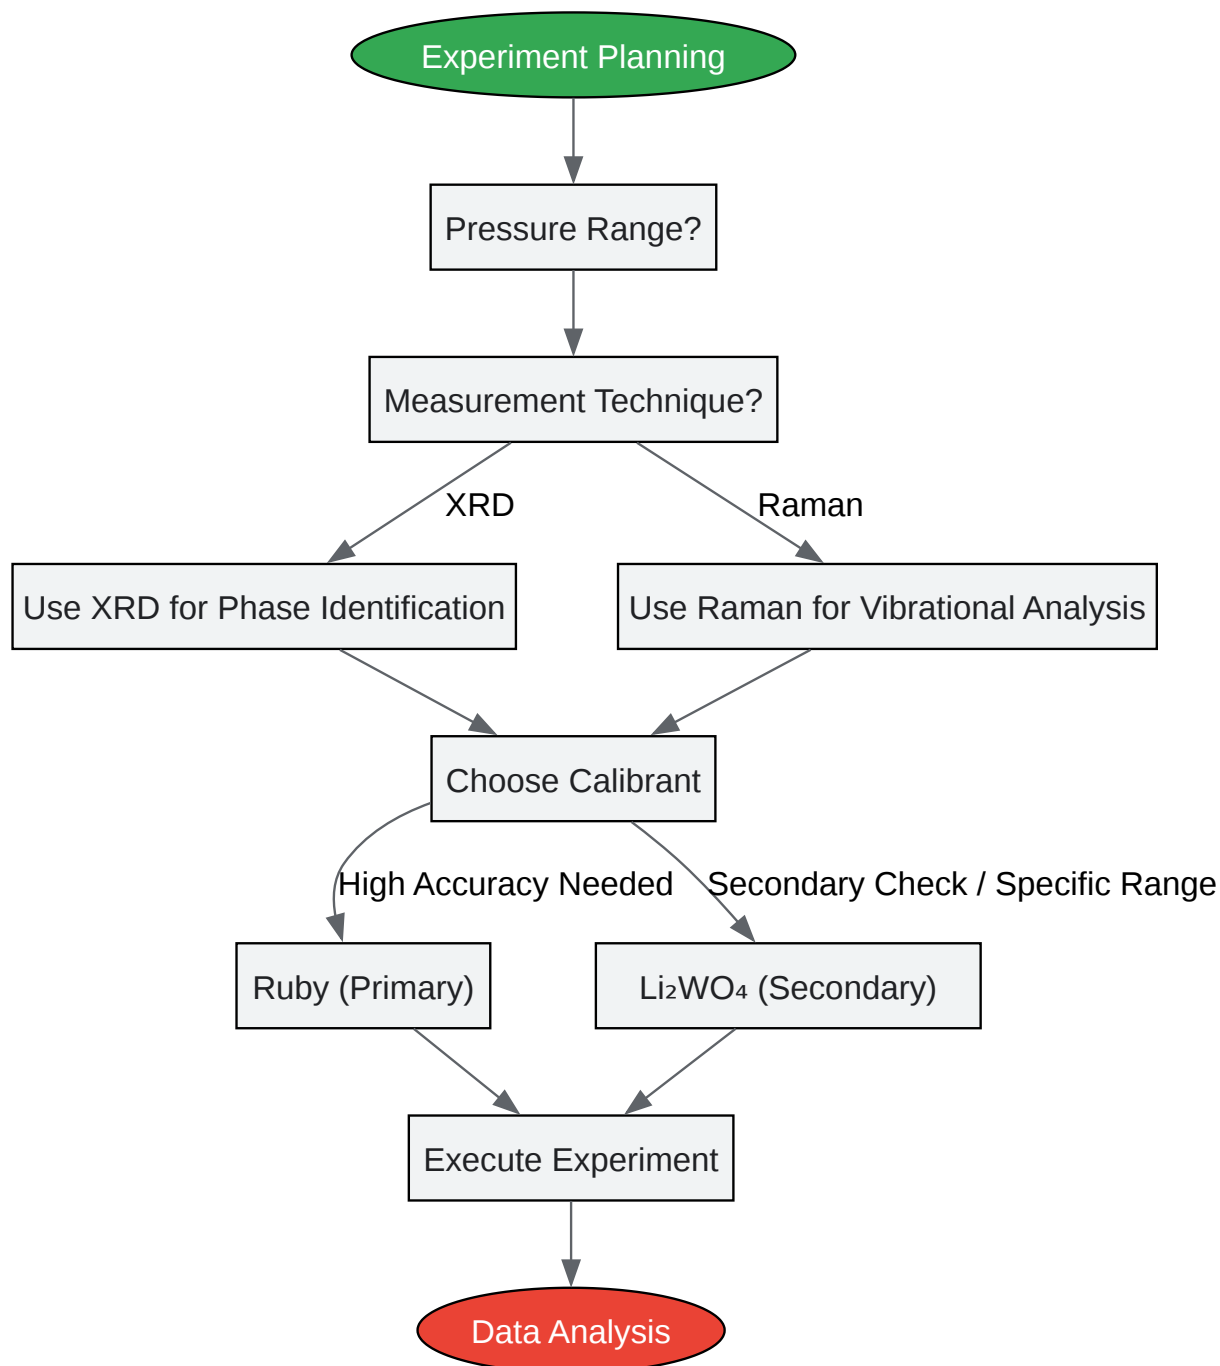 Experiment Planning
Pressure Range?
Measurement Technique?
XRD
Raman
Use XRD for Phase Identification
Use Raman for Vibrational Analysis
Choose Calibrant
High Accuracy Needed
Secondary Check / Specific Range
Ruby (Primary)
Li₂WO₄ (Secondary)
Execute Experiment
Data Analysis